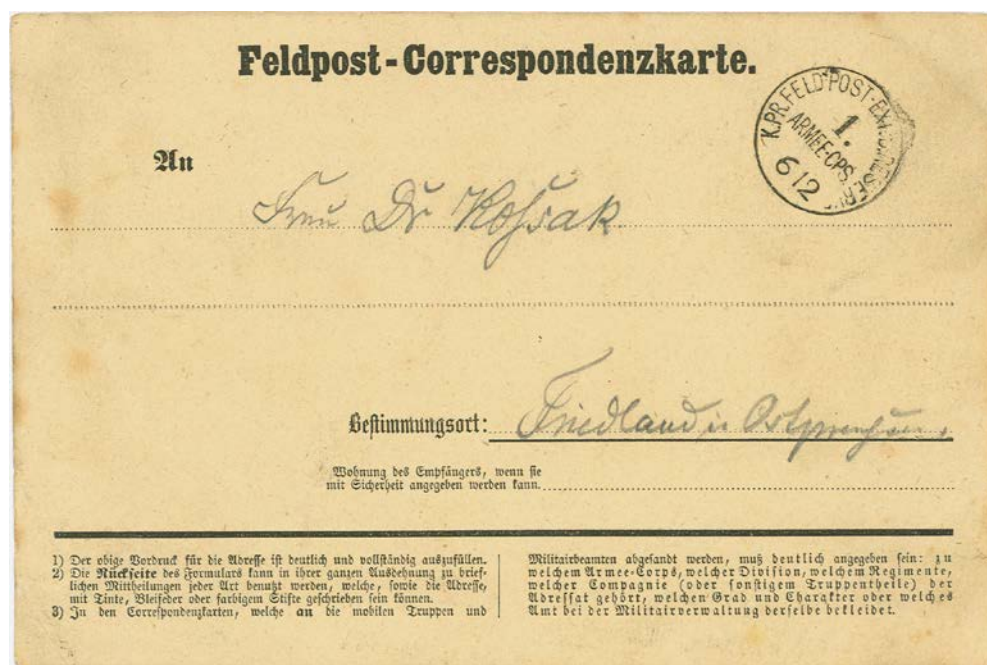 Feldpost-Correspondenzkarte.
K.PR.FELD-POST-EXP.
1.
ARMEE-CPS.
6 12
An
Frau Dr Kossak
Bestimmungsort: Friedland in Ostpreußen.
Wohnung des Empfängers, wenn sie
mit Sicherheit angegeben werden kann.
1) Der obige Vordruck für die Adresse ist deutlich und vollständig auszufüllen.
2) Die Rückseite des Formulars kann in ihrer ganzen Ausdehnung zu brief-
lichen Mittheilungen jeder Art benutzt werden, welche, sowie die Adresse,
mit Tinte, Bleifeder oder farbigem Stifte geschrieben sein können.
3) In den Correspondenzkarten, welche an die mobilen Truppen und
Militairbeamten abgesandt werden, muß deutlich angegeben sein: zu
welchem Armee-Corps, welcher Division, welchem Regimente,
welcher Compagnie (oder sonstigem Truppentheile) der
Adressat gehört, welchen Grad und Charakter oder welches
Amt bei der Militairverwaltung derselbe bekleidet.